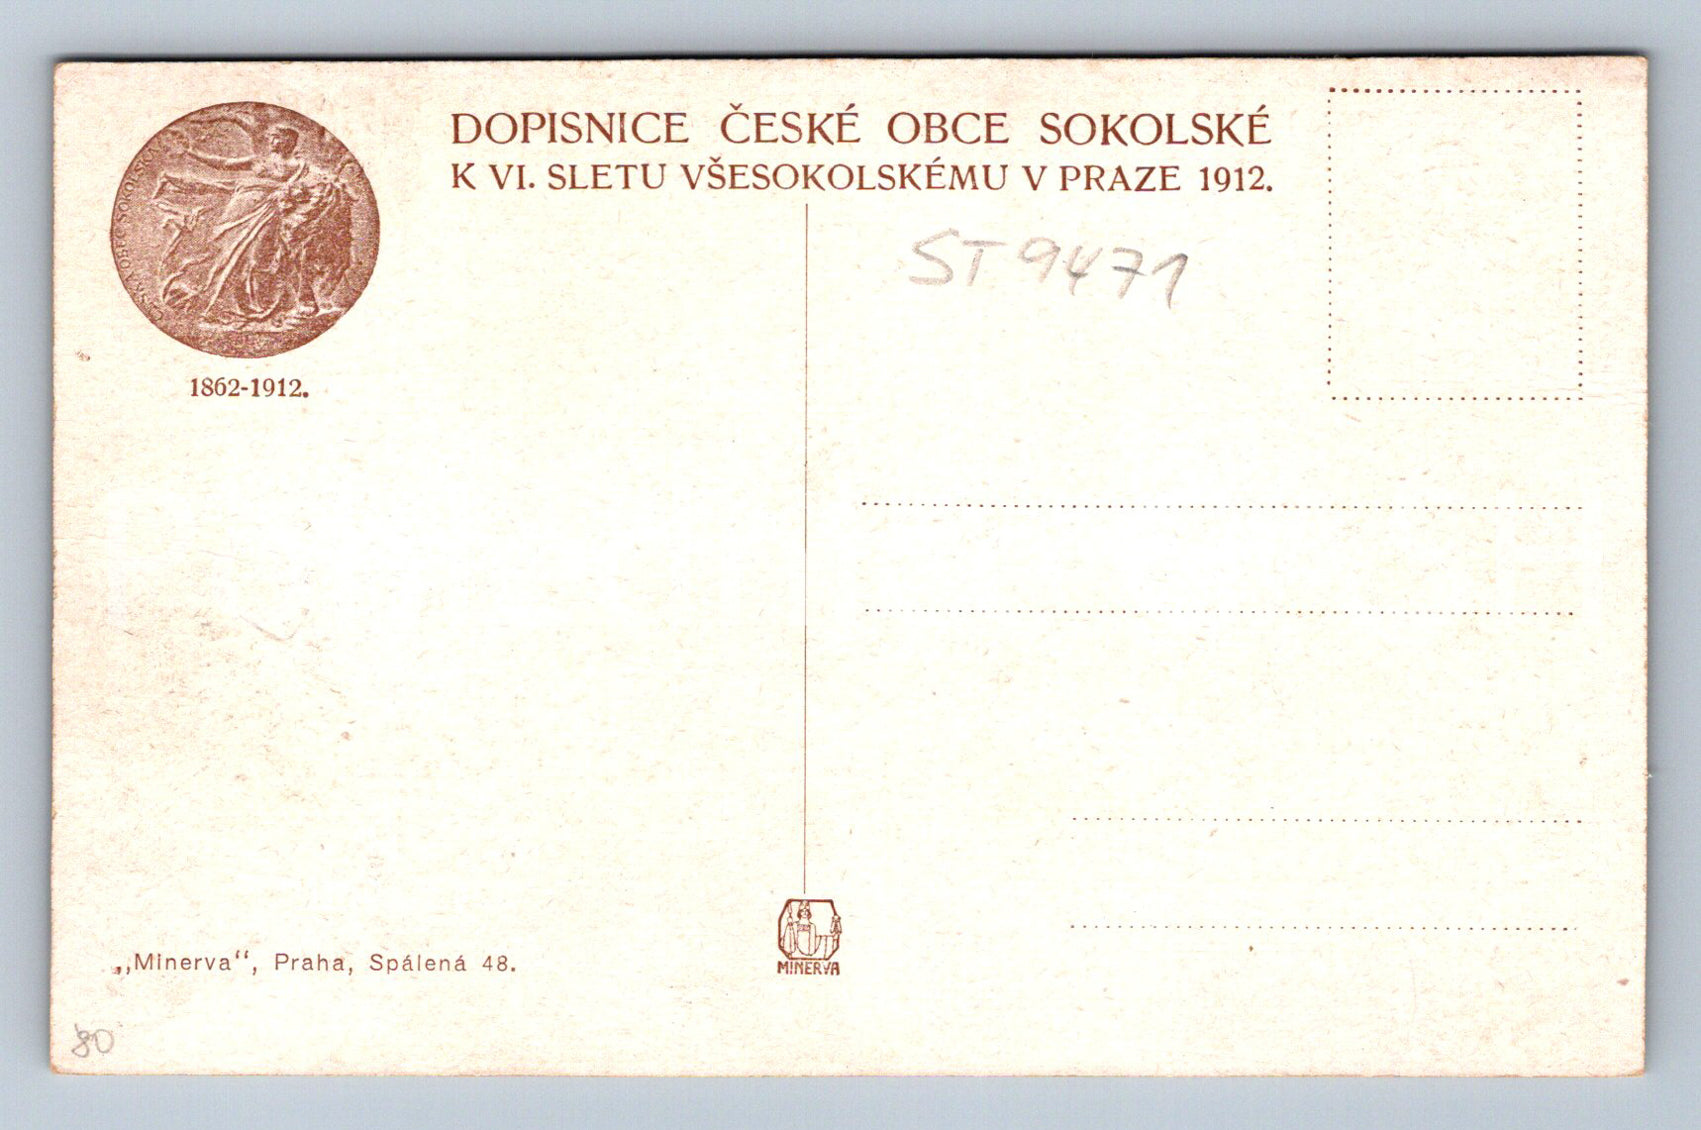 DOPISNICE ČESKÉ OBCE SOKOLSKÉ
K VI. SLETU VŠESOKOLSKÉMU V PRAZE 1912.
ST 9471
1862-1912.
„Minerva“, Praha, Spálená 48.
MINERVA
80